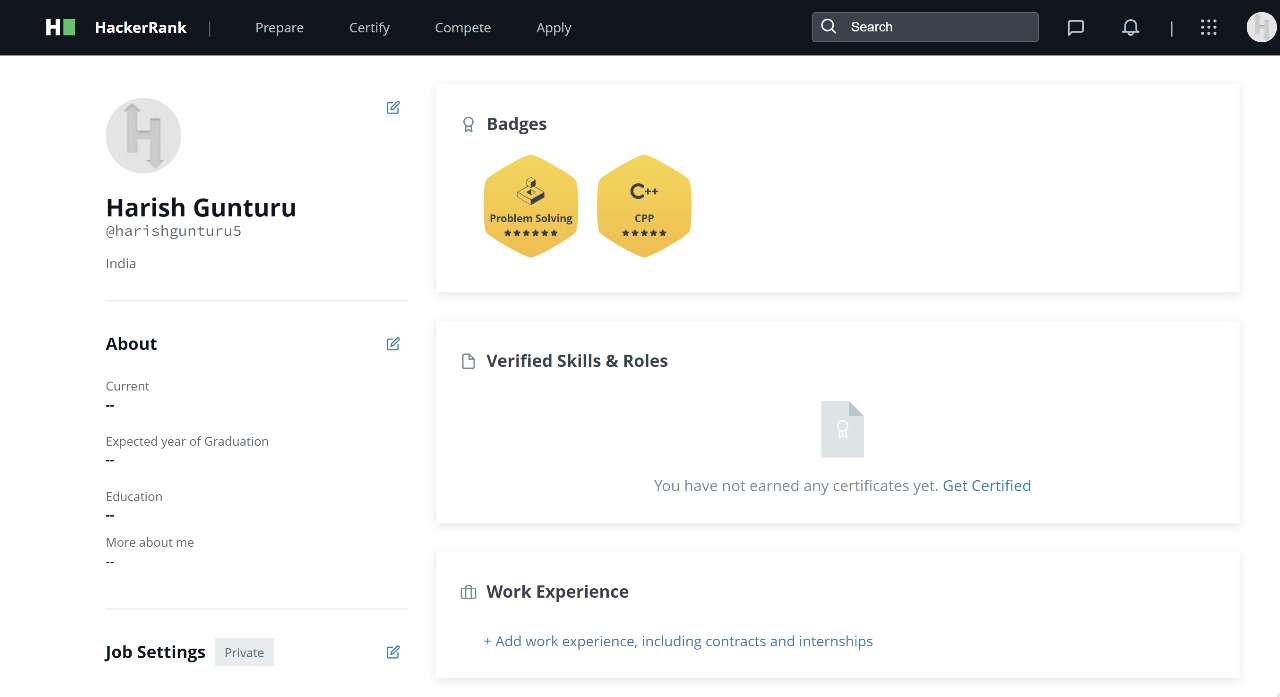 H HackerRank | Prepare Certify Compete Apply Search |
Harish Gunturu
@harishgunturu5
India
About
Current
--
Expected year of Graduation
--
Education
--
More about me
--
Job Settings Private
Badges
Problem Solving
C++
CPP
Verified Skills & Roles
You have not earned any certificates yet. Get Certified
Work Experience
+ Add work experience, including contracts and internships